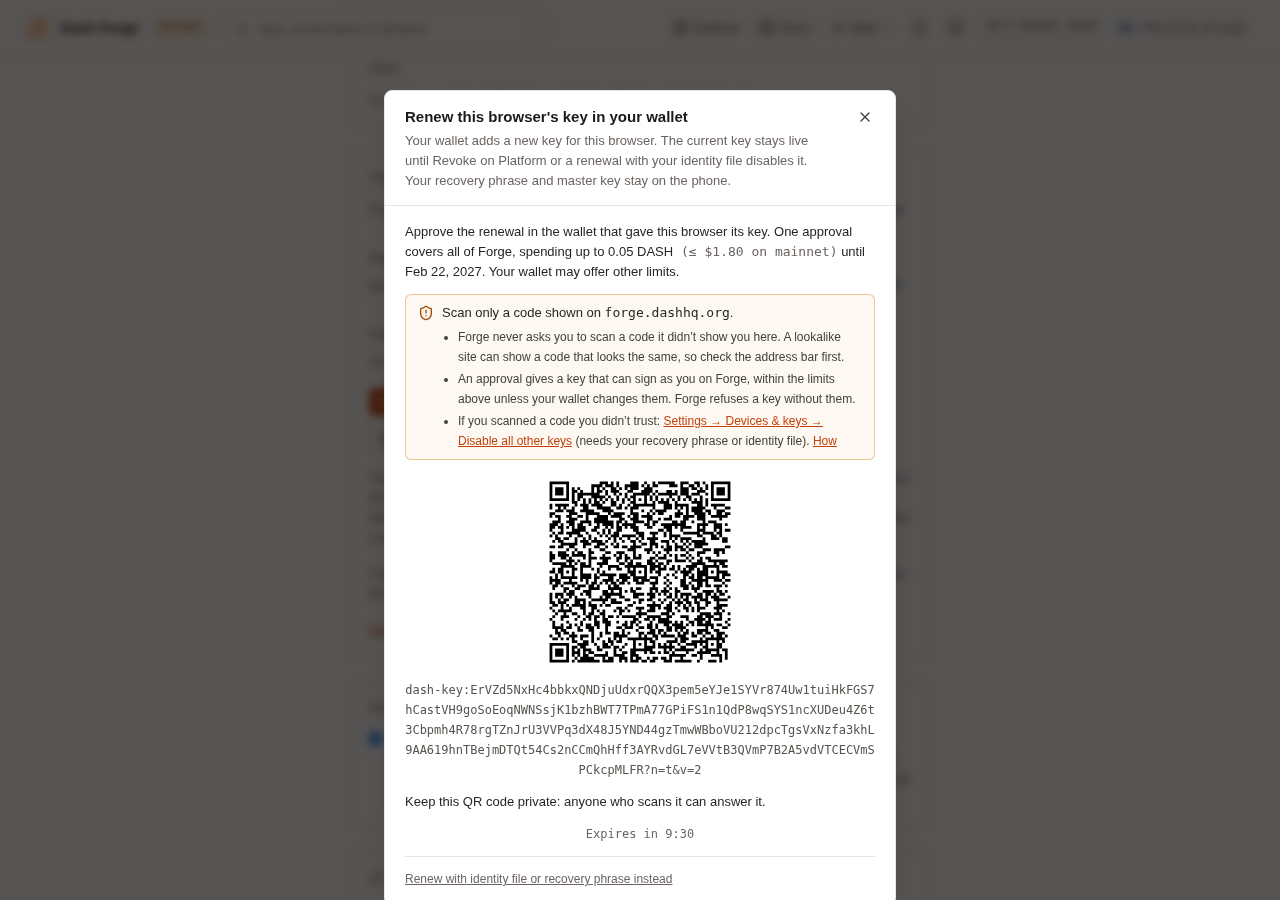 Renew this browser's key in your wallet
Your wallet adds a new key for this browser. The current key stays live
until Revoke on Platform or a renewal with your identity file disables it.
Your recovery phrase and master key stay on the phone.
Approve the renewal in the wallet that gave this browser its key. One approval
covers all of Forge, spending up to 0.05 DASH (≤ $1.80 on mainnet) until
Feb 22, 2027. Your wallet may offer other limits.
Scan only a code shown on forge.dashhq.org.
• Forge never asks you to scan a code it didn’t show you here. A lookalike
site can show a code that looks the same, so check the address bar first.
• An approval gives a key that can sign as you on Forge, within the limits
above unless your wallet changes them. Forge refuses a key without them.
• If you scanned a code you didn’t trust: Settings → Devices & keys →
Disable all other keys (needs your recovery phrase or identity file). How
dash-key:ErVZd5NxHc4bbkxQNDjuUdxrQQX3pem5eYJe1SYVr874Uw1tuiHkFGS7
hCastVH9goSoEoqNWNSsjK1bzhBWT7TPmA77GPiFS1n1QdP8wqSYS1ncXUDeu4Z6t
3Cbpmh4R78rgTZnJrU3VVPq3dX48J5YND44gzTmwWBboVU212dpcTgsVxNzfa3khL
9AA619hnTBejmDTQt54Cs2nCCmQhHff3AYRvdGL7eVVtB3QVmP7B2A5vdVTCECVmS
PCkcpMLFR?n=t&v=2
Keep this QR code private: anyone who scans it can answer it.
Expires in 9:30
Renew with identity file or recovery phrase instead